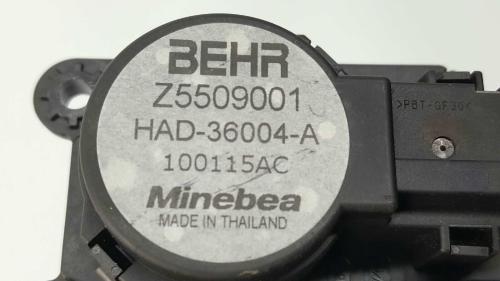 BEHR
Z5509001
HAD-36004-A
100115AC
Minebea
MADE IN THAILAND
>PBT-GF30<